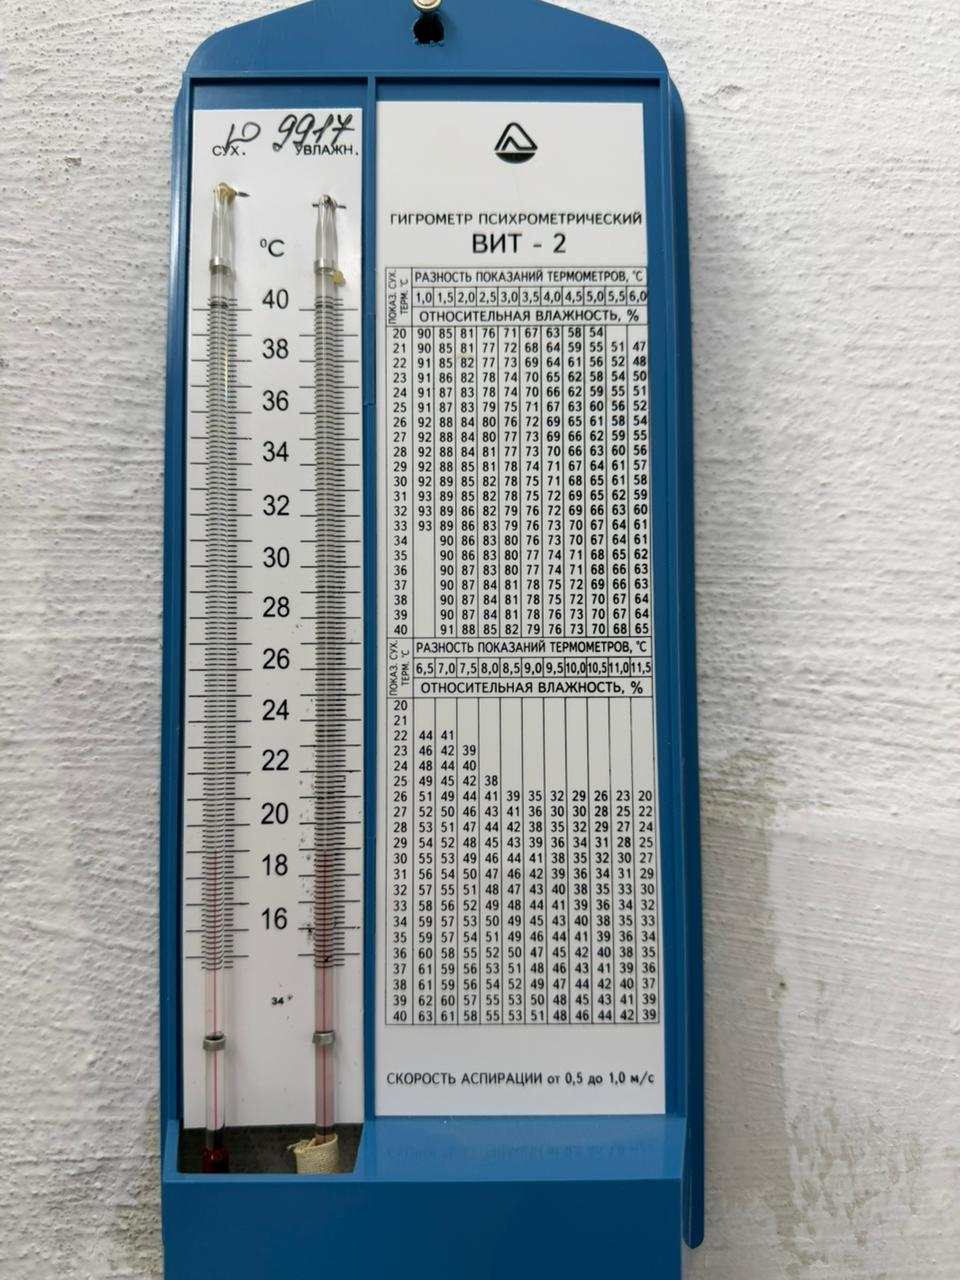 Ю 9917
СУХ. УВЛАЖН.
°C
40
38
36
34
32
30
28
26
24
22
20
18
16
34
ГИГРОМЕТР ПСИХРОМЕТРИЧЕСКИЙ
ВИТ - 2
ПОКАЗ. СУХ. ТЕРМ. °С
РАЗНОСТЬ ПОКАЗАНИЙ ТЕРМОМЕТРОВ, °С
1,0 1,5 2,0 2,5 3,0 3,5 4,0 4,5 5,0 5,5 6,0
ОТНОСИТЕЛЬНАЯ ВЛАЖНОСТЬ, %
20 90 85 81 76 71 67 63 58 54
21 90 85 81 77 72 68 64 59 55 51 47
22 91 85 82 77 73 69 64 61 56 52 48
23 91 86 82 78 74 70 65 62 58 54 50
24 91 87 83 78 74 70 66 62 59 55 51
25 91 87 83 79 75 71 67 63 60 56 52
26 92 88 84 80 76 72 69 65 61 58 54
27 92 88 84 80 77 73 69 66 62 59 55
28 92 88 84 81 77 73 70 66 63 60 56
29 92 88 85 81 78 74 71 67 64 61 57
30 92 89 85 82 78 75 71 68 65 61 58
31 93 89 85 82 78 75 72 69 65 62 59
32 93 89 86 82 79 76 72 69 66 63 60
33 93 89 86 83 79 76 73 70 67 64 61
34 90 86 83 80 76 73 70 67 64 61
35 90 86 83 80 77 74 71 68 65 62
36 90 87 83 80 77 74 71 68 66 63
37 90 87 84 81 78 75 72 69 66 63
38 90 87 84 81 78 75 72 70 67 64
39 90 87 84 81 78 76 73 70 67 64
40 91 88 85 82 79 76 73 70 68 65
ПОКАЗ. СУХ. ТЕРМ. °С
РАЗНОСТЬ ПОКАЗАНИЙ ТЕРМОМЕТРОВ, °С
6,5 7,0 7,5 8,0 8,5 9,0 9,5 10,0 10,5 11,0 11,5
ОТНОСИТЕЛЬНАЯ ВЛАЖНОСТЬ, %
20
21
22 44 41
23 46 42 39
24 48 44 40
25 49 45 42 38
26 51 49 44 41 39 35 32 29 26 23 20
27 52 50 46 43 41 36 30 30 28 25 22
28 53 51 47 44 42 38 35 32 29 27 24
29 54 52 48 45 43 39 36 34 31 28 25
30 55 53 49 46 44 41 38 35 32 30 27
31 56 54 50 47 46 42 39 36 34 31 29
32 57 55 51 48 47 43 40 38 35 33 30
33 58 56 52 49 48 44 41 39 36 34 32
34 59 57 53 50 49 45 43 40 38 35 33
35 59 57 54 51 49 46 44 41 39 36 34
36 60 58 55 52 50 47 45 42 40 38 35
37 61 59 56 53 51 48 46 43 41 39 36
38 61 59 56 54 52 49 47 44 42 40 37
39 62 60 57 55 53 50 48 45 43 41 39
40 63 61 58 55 53 51 48 46 44 42 39
СКОРОСТЬ АСПИРАЦИИ от 0,5 до 1,0 м/с